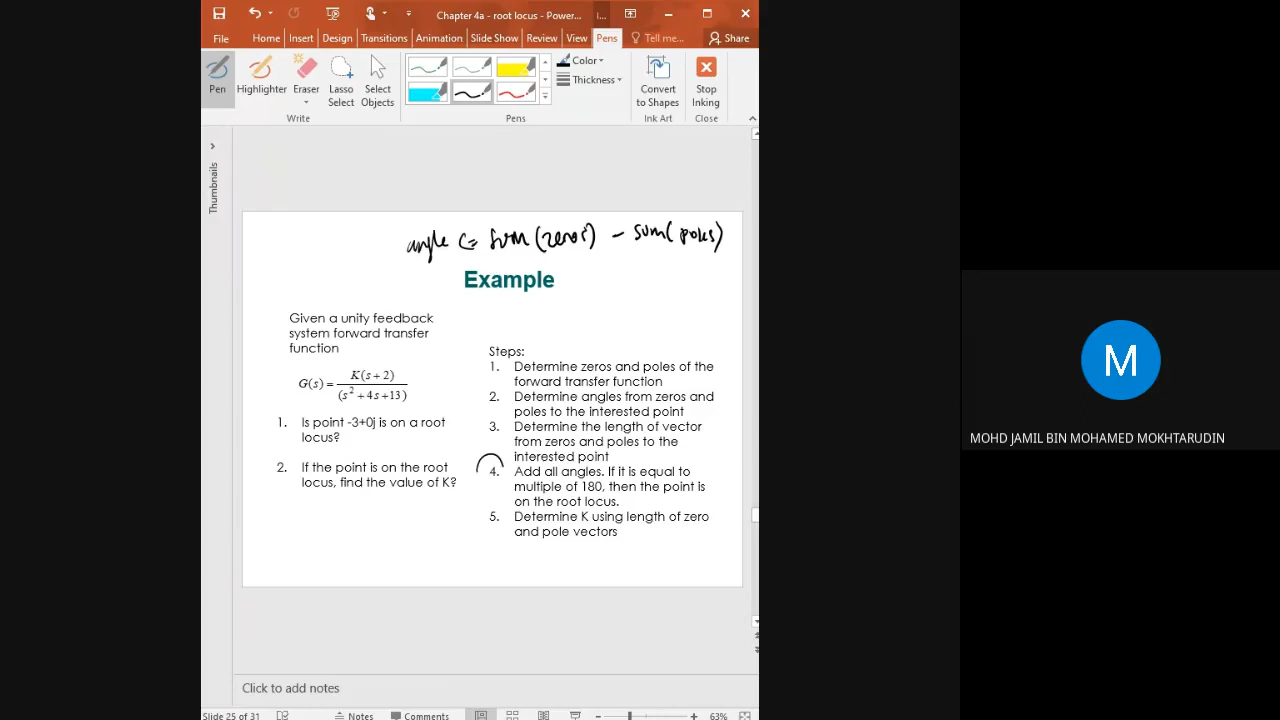 Chapter 4a - root locus - Power...
File Home Insert Design Transitions Animation Slide Show Review View Pens Tell me... Share
Pen Highlighter Eraser Lasso Select Select Objects
Color
Thickness
Convert to Shapes
Stop Inking
Write Pens Ink Art Close
Thumbnails
angle = sum (zeros) - sum( poles)
Example
Given a unity feedback
system forward transfer
function
G(s) = K(s + 2) / (s² + 4s + 13)
1. Is point -3+0j is on a root
locus?
2. If the point is on the root
locus, find the value of K?
Steps:
1. Determine zeros and poles of the
forward transfer function
2. Determine angles from zeros and
poles to the interested point
3. Determine the length of vector
from zeros and poles to the
interested point
4. Add all angles. If it is equal to
multiple of 180, then the point is
on the root locus.
5. Determine K using length of zero
and pole vectors
M
MOHD JAMIL BIN MOHAMED MOKHTARUDIN
Click to add notes
Slide 25 of 31 Notes Comments 63%